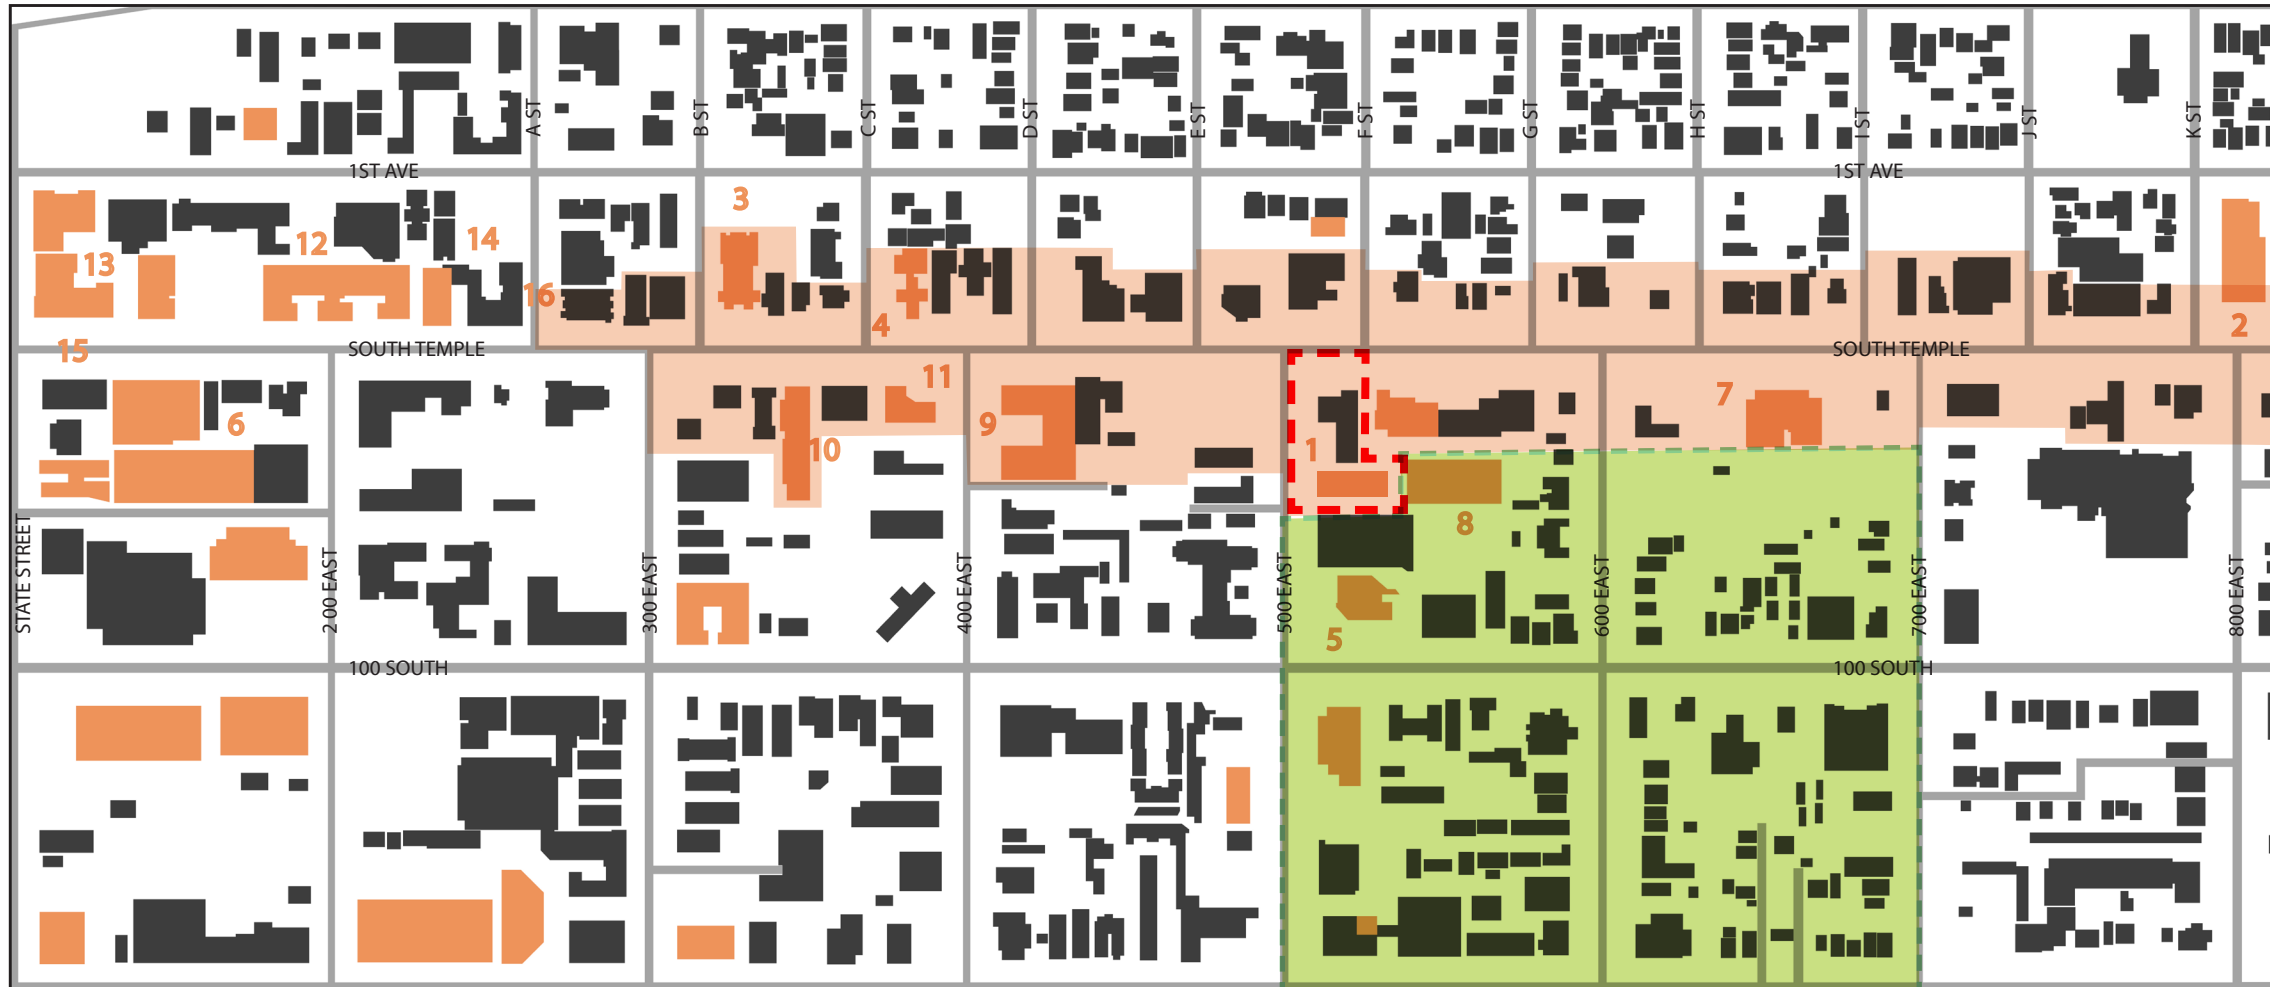 A ST
B ST
C ST
D ST
E ST
F ST
G ST
H ST
I ST
J ST
K ST
1ST AVE
1ST AVE
3
12
14
13
16
4
2
15
SOUTH TEMPLE
SOUTH TEMPLE
11
7
6
9
10
1
8
STATE STREET
2 00 EAST
300 EAST
400 EAST
500 EAST
600 EAST
700 EAST
800 EAST
5
100 SOUTH
100 SOUTH